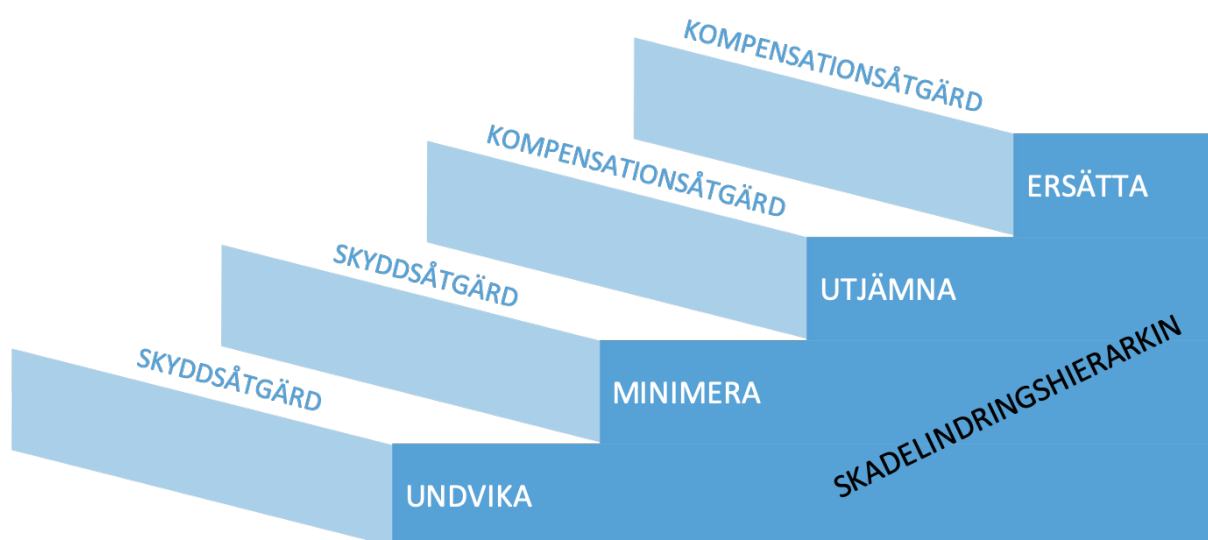 KOMPENSATIONSÅTGÄRD
ERSÄTTA
KOMPENSATIONSÅTGÄRD
UTJÄMNA
SKYDDSÅTGÄRD
MINIMERA
SKYDDSÅTGÄRD
UNDVIKA
SKADELINDRINGSHIERARKIN